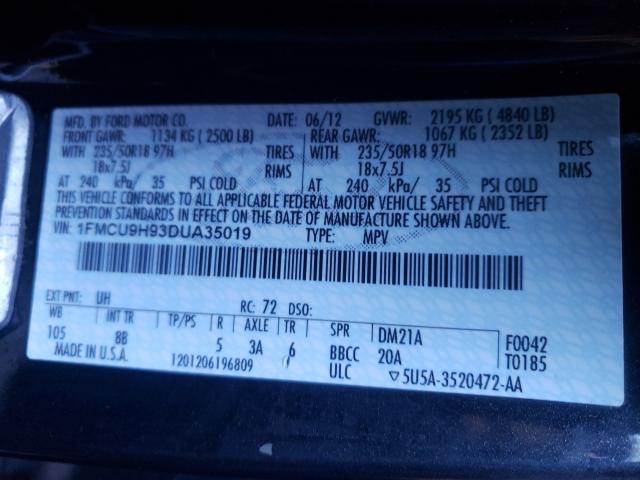 MFD. BY FORD MOTOR CO. DATE: 06/12 GVWR: 2195 KG ( 4840 LB)
FRONT GAWR: 1134 KG ( 2500 LB) REAR GAWR: 1067 KG ( 2352 LB)
WITH 235/50R18 97H TIRES WITH 235/50R18 97H TIRES
18x7.5J RIMS 18x7.5J RIMS
AT 240 kPa/ 35 PSI COLD AT 240 kPa/ 35 PSI COLD
THIS VEHICLE CONFORMS TO ALL APPLICABLE FEDERAL MOTOR VEHICLE SAFETY AND THEFT
PREVENTION STANDARDS IN EFFECT ON THE DATE OF MANUFACTURE SHOWN ABOVE.
VIN: 1FMCU9H93DUA35019 TYPE: MPV
EXT PNT: UH RC: 72 DSO:
WB INT TR TP/PS R AXLE TR SPR DM21A F0042
105 8B 5 3A 6 BBCC 20A T0185
MADE IN U.S.A. 1201206196809 ULC ▽5U5A-3520472-AA